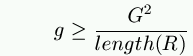 g ≥ G² / length(R)